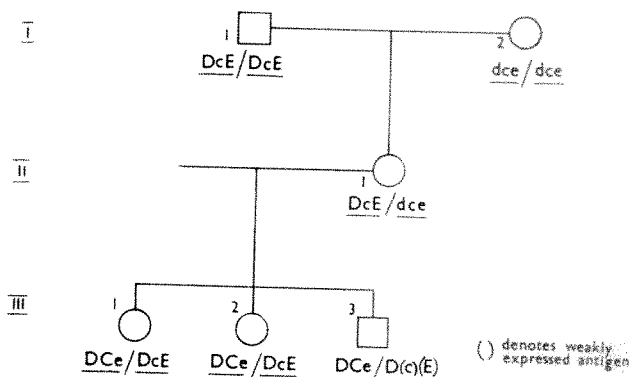 I
1
2
DcE/DcE
dce/dce
II
1
DcE/dce
III
1
2
3
DCe/DcE
DCe/DcE
DCe/D(c)(E)
( ) denotes weakly
expressed antigen